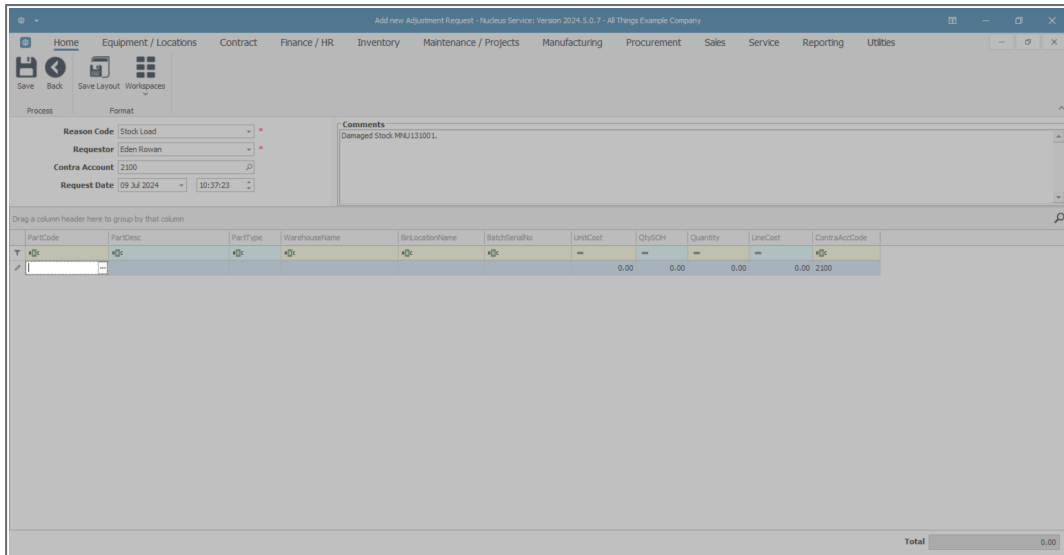 Add new Adjustment Request - Nucleus Service: Version 2024.5.0.7 - All Things Example Company
Home Equipment / Locations Contract Finance / HR Inventory Maintenance / Projects Manufacturing Procurement Sales Service Reporting Utilities
Save Back Save Layout Workspaces
Process Format
Reason Code Stock Load *
Requestor Eden Rowan *
Contra Account 2100
Request Date 09 Jul 2024 10:37:23
Comments
Damaged Stock MNU131001.
Drag a column header here to group by that column
PartCode PartDesc PartType WarehouseName BinLocationName BatchSerialNo UnitCost QtySOH Quantity LineCost ContraAccCode
0.00 0.00 0.00 0.00 2100
Total 0.00